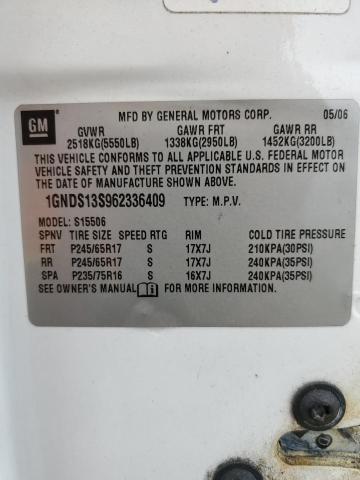 GM MFD BY GENERAL MOTORS CORP. 05/06
GVWR GAWR FRT GAWR RR
2518KG(5550LB) 1338KG(2950LB) 1452KG(3200LB)
THIS VEHICLE CONFORMS TO ALL APPLICABLE U.S. FEDERAL MOTOR
VEHICLE SAFETY AND THEFT PREVENTION STANDARDS IN EFFECT ON
THE DATE OF MANUFACTURE SHOWN ABOVE.
1GNDS13S962336409 TYPE: M.P.V.
MODEL: S15506
SPNV TIRE SIZE SPEED RTG RIM COLD TIRE PRESSURE
FRT P245/65R17 S 17X7J 210KPA(30PSI)
RR P245/65R17 S 17X7J 240KPA(35PSI)
SPA P235/75R16 S 16X7J 240KPA(35PSI)
SEE OWNER'S MANUAL FOR MORE INFORMATION.